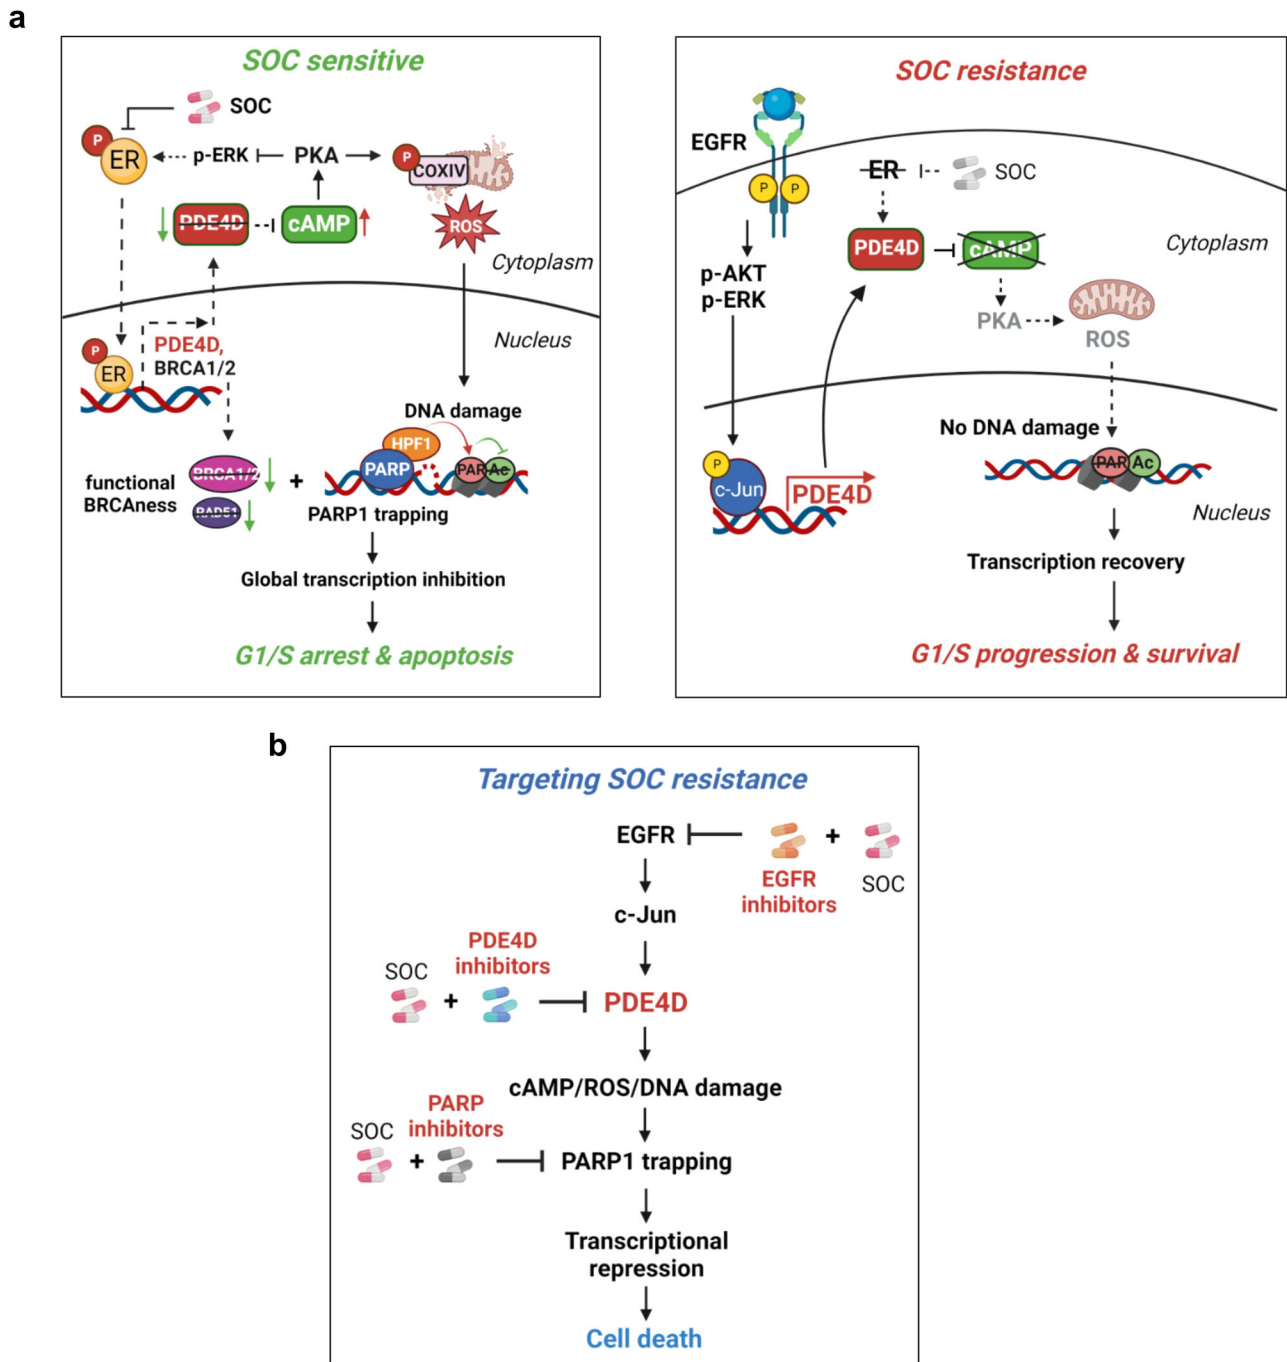 a
SOC sensitive
SOC
P
ER
p-ERK
PKA
P
COXIV
PDE4D
cAMP
ROS
Cytoplasm
Nucleus
P
ER
PDE4D,
BRCA1/2
DNA damage
HPF1
PARP
PAR
Ac
functional
BRCAness
BRCA1/2
RAD51
+
PARP1 trapping
Global transcription inhibition
G1/S arrest & apoptosis
SOC resistance
EGFR
P
P
ER
SOC
PDE4D
cAMP
Cytoplasm
p-AKT
p-ERK
PKA
ROS
No DNA damage
PAR
Ac
P
c-Jun
PDE4D
Nucleus
Transcription recovery
G1/S progression & survival
b
Targeting SOC resistance
EGFR
+
EGFR
inhibitors
SOC
c-Jun
PDE4D
inhibitors
SOC
+
PDE4D
cAMP/ROS/DNA damage
PARP
inhibitors
SOC
+
PARP1 trapping
Transcriptional
repression
Cell death